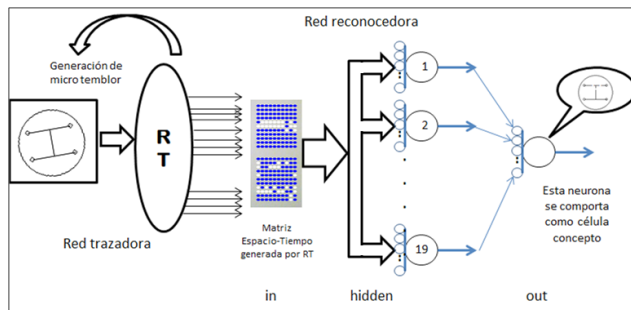 Red reconocedora
Generación de
micro temblor
R
T
Red trazadora
Matriz
Espacio-Tiempo
generada por RT
1
2
19
Esta neurona
se comporta
como célula
concepto
in
hidden
out